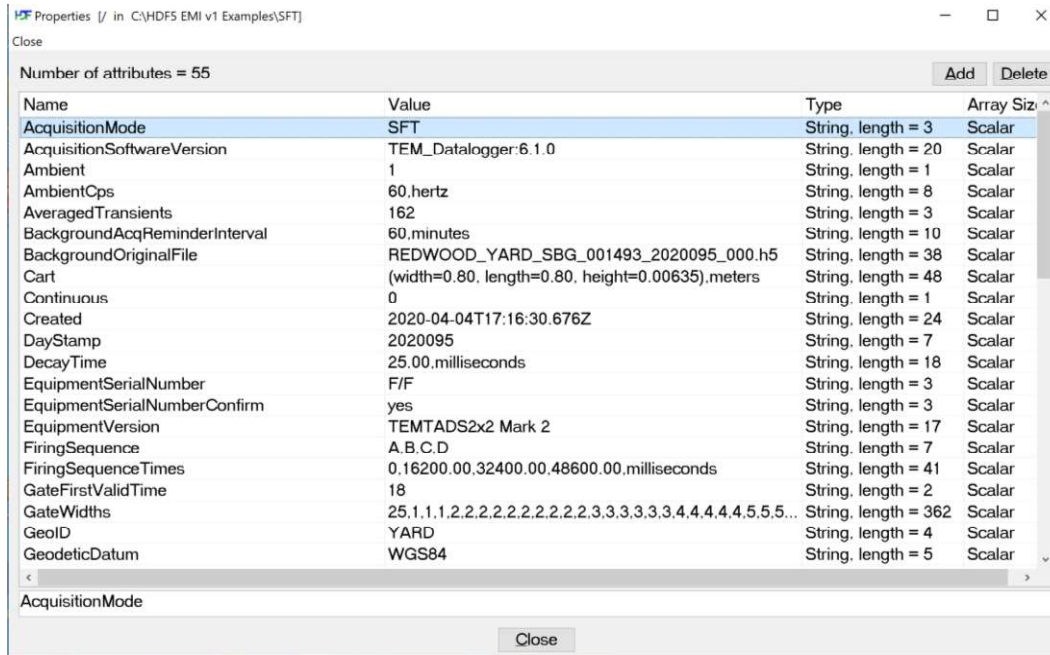 HDF Properties [/ in C:\HDF5 EMI v1 Examples\SFT]
Close
Number of attributes = 55 Add Delete
Name Value Type Array Siz
AcquisitionMode SFT String, length = 3 Scalar
AcquisitionSoftwareVersion TEM_Datalogger:6.1.0 String, length = 20 Scalar
Ambient 1 String, length = 1 Scalar
AmbientCps 60,hertz String, length = 8 Scalar
AveragedTransients 162 String, length = 3 Scalar
BackgroundAcqReminderInterval 60,minutes String, length = 10 Scalar
BackgroundOriginalFile REDWOOD_YARD_SBG_001493_2020095_000.h5 String, length = 38 Scalar
Cart (width=0.80, length=0.80, height=0.00635),meters String, length = 48 Scalar
Continuous 0 String, length = 1 Scalar
Created 2020-04-04T17:16:30.676Z String, length = 24 Scalar
DayStamp 2020095 String, length = 7 Scalar
DecayTime 25.00,milliseconds String, length = 18 Scalar
EquipmentSerialNumber F/F String, length = 3 Scalar
EquipmentSerialNumberConfirm yes String, length = 3 Scalar
EquipmentVersion TEMTADS2x2 Mark 2 String, length = 17 Scalar
FiringSequence A,B,C,D String, length = 7 Scalar
FiringSequenceTimes 0,16200.00,32400.00,48600.00,milliseconds String, length = 41 Scalar
GateFirstValidTime 18 String, length = 2 Scalar
GateWidths 25,1,1,1,2,2,2,2,2,2,2,2,2,2,3,3,3,3,3,3,4,4,4,4,4,5,5,5... String, length = 362 Scalar
GeoID YARD String, length = 4 Scalar
GeodeticDatum WGS84 String, length = 5 Scalar
AcquisitionMode
Close